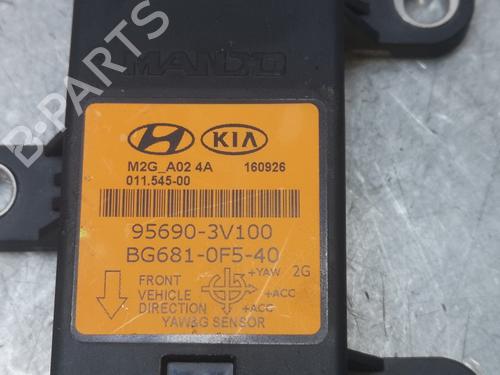 MANDO
HYUNDAI KIA
M2G_A02 4A 160926
011.545-00
95690-3V100
BG681-0F5-40
FRONT +YAW 2G
VEHICLE +ACC
DIRECTION +ACC
YAW&G SENSOR
B-PARTS